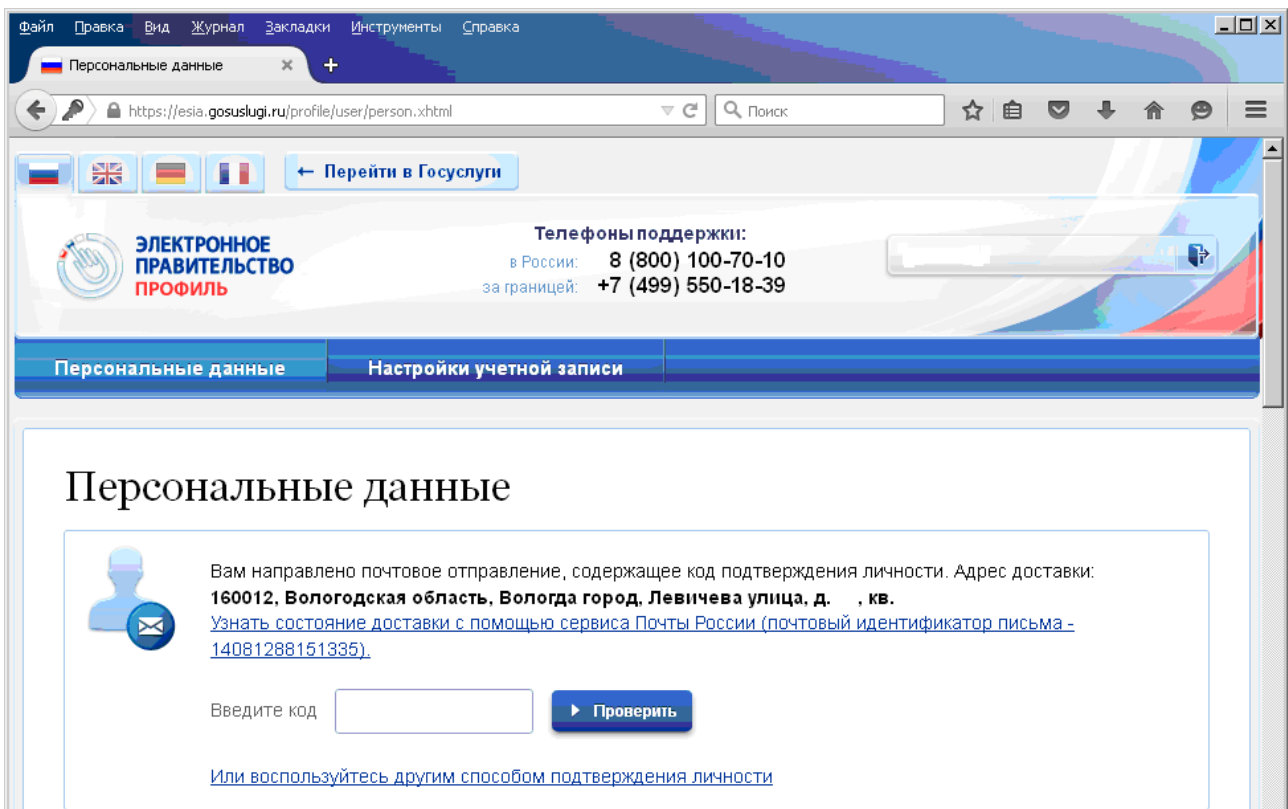 Файл Правка Вид Журнал Закладки Инструменты Справка
Персональные данные
https://esia.gosuslugi.ru/profile/user/person.xhtml
Поиск
← Перейти в Госуслуги
ЭЛЕКТРОННОЕ
ПРАВИТЕЛЬСТВО
ПРОФИЛЬ
Телефоны поддержки:
в России: 8 (800) 100-70-10
за границей: +7 (499) 550-18-39
Персональные данные Настройки учетной записи
Персональные данные
Вам направлено почтовое отправление, содержащее код подтверждения личности. Адрес доставки:
160012, Вологодская область, Вологда город, Левичева улица, д. , кв.
Узнать состояние доставки с помощью сервиса Почты России (почтовый идентификатор письма -
14081288151335).
Введите код
Проверить
Или воспользуйтесь другим способом подтверждения личности